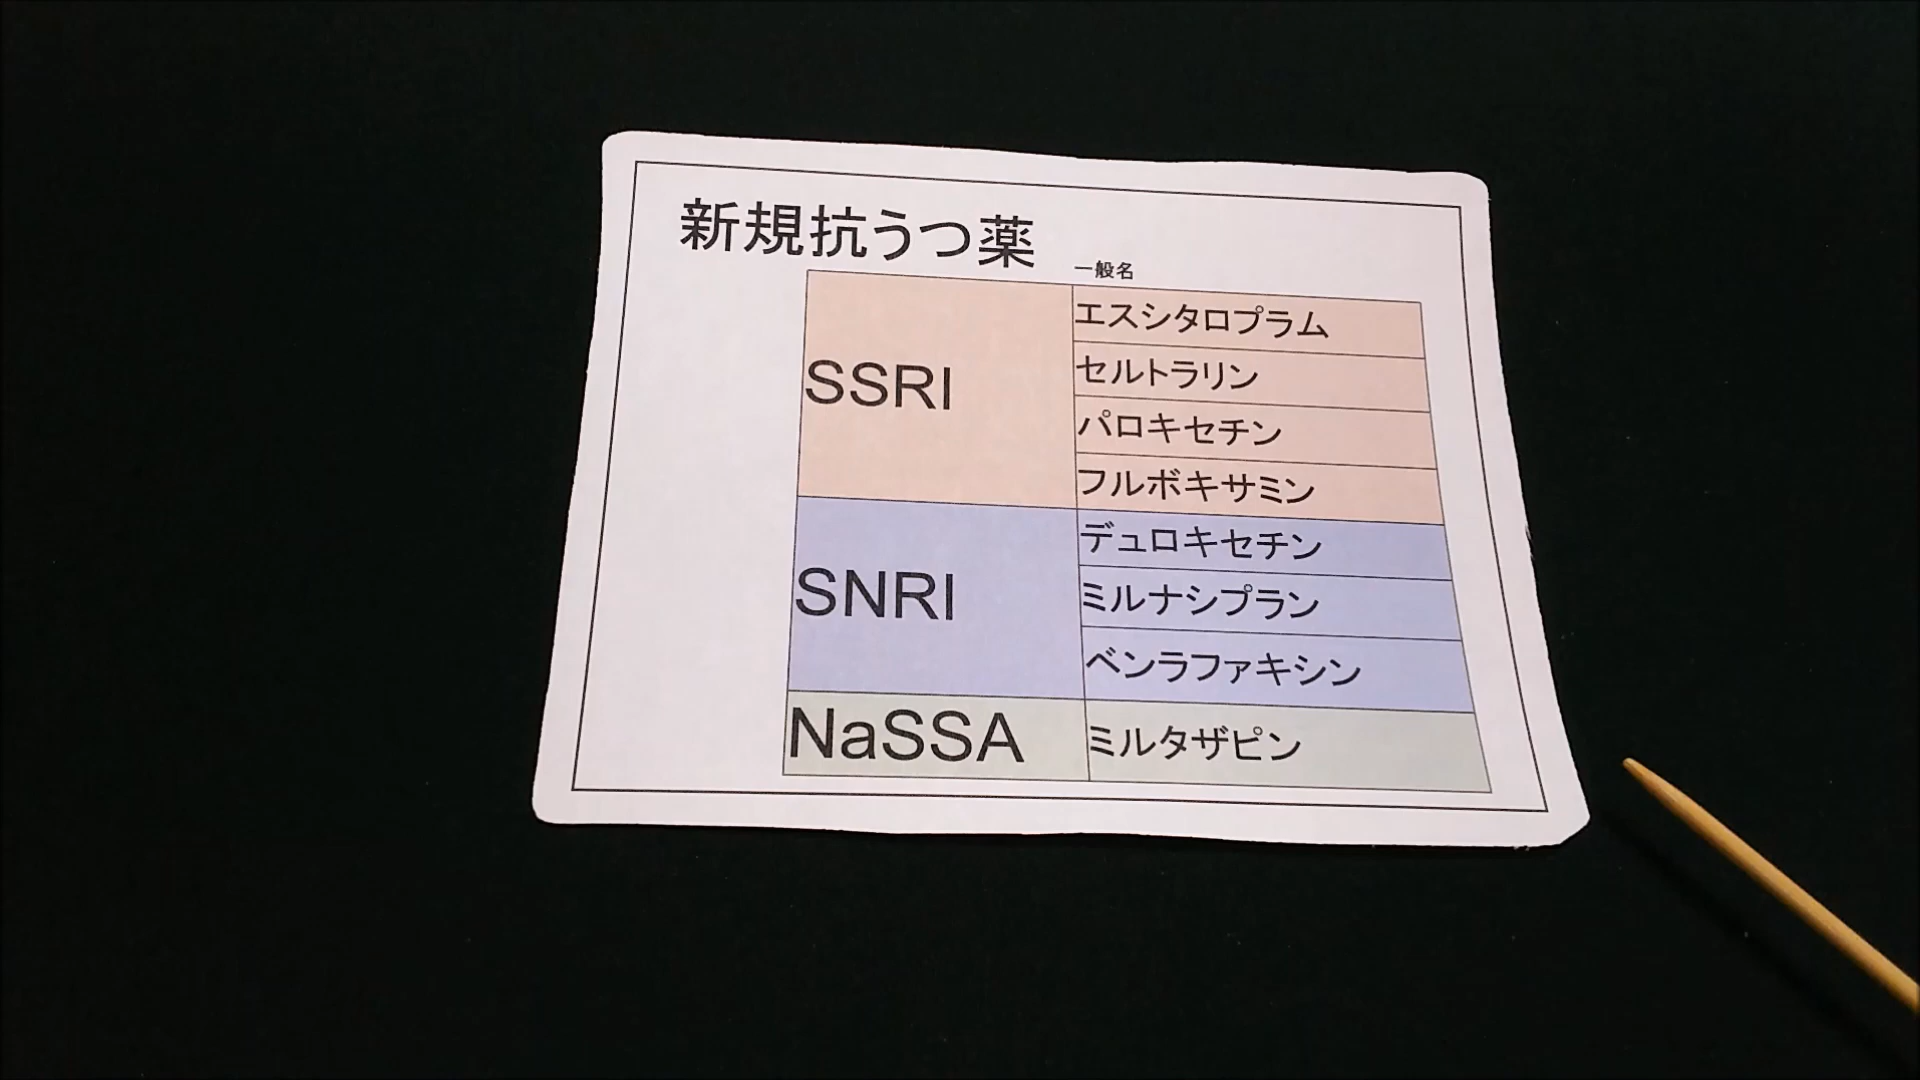 新規抗うつ薬
一般名
SSRI
エスシタロプラム
セルトラリン
パロキセチン
フルボキサミン
SNRI
デュロキセチン
ミルナシプラン
ベンラファキシン
NaSSA
ミルタザピン